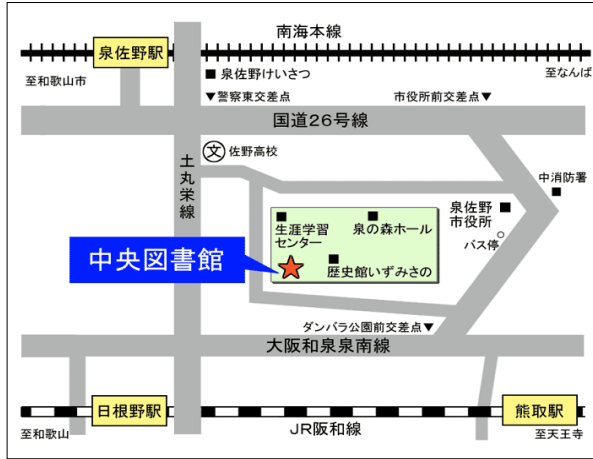 南海本線
泉佐野駅
至和歌山市
■泉佐野けいさつ
至なんば
▼警察東交差点
市役所前交差点▼
国道26号線
土丸栄線
文 佐野高校
中消防署
泉佐野
市役所
バス停
生涯学習
センター
泉の森ホール
中央図書館
歴史館いずみさの
ダンバラ公園前交差点▼
大阪和泉泉南線
日根野駅
熊取駅
至和歌山
JR阪和線
至天王寺